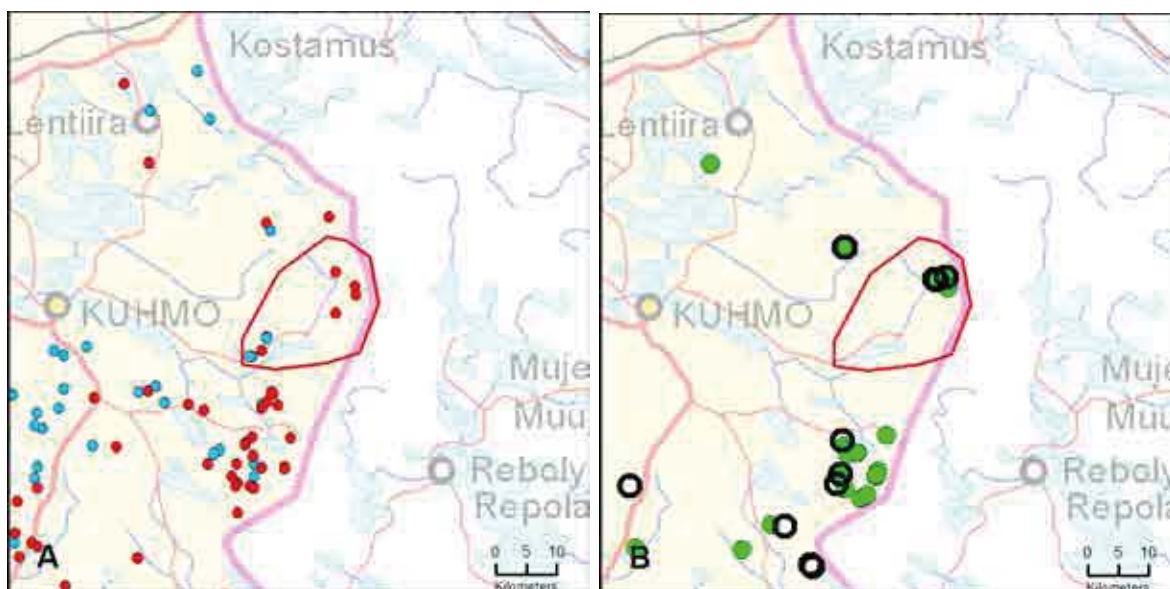 Kostamus
Lentiira
KUHMO
Muje
Muu
Reboly
Repola
A
0 5 10
Kilometers
Kostamus
Lentiira
KUHMO
Muje
Muu
Reboly
Repola
B
0 5 10
Kilometers